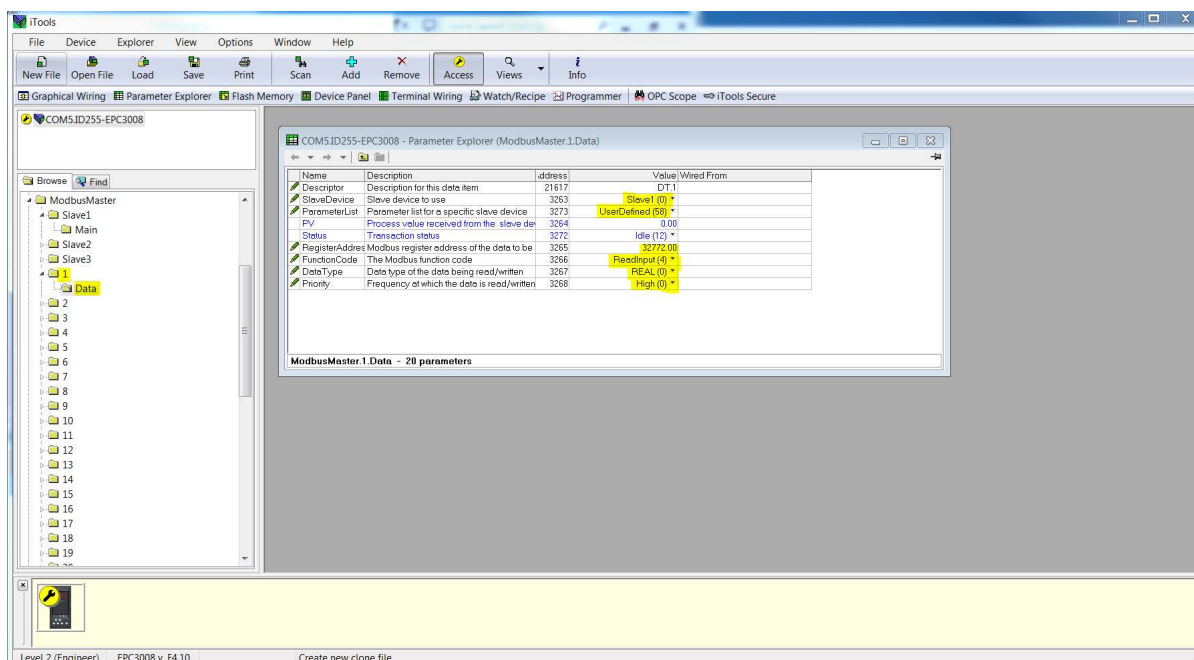 iTools
File Device Explorer View Options Window Help
New File Open File Load Save Print Scan Add Remove Access Views Info
Graphical Wiring Parameter Explorer Flash Memory Device Panel Terminal Wiring Watch/Recipe Programmer OPC Scope iTools Secure
COM5.ID255-EPC3008
Browse Find
ModbusMaster
Slave1
Main
Slave2
Slave3
1
Data
2
3
4
5
6
7
8
9
10
11
12
13
14
15
16
17
18
19
COM5.ID255-EPC3008 - Parameter Explorer (ModbusMaster.1.Data)
Name Description ddress Value Wired From
Descriptor Description for this data item 21617 DT.1
SlaveDevice Slave device to use 3263 Slave1 (0)
ParameterList Parameter list for a specific slave device 3273 UserDefined (58)
PV Process value received from the slave de 3264 0.00
Status Transaction status 3272 Idle (12)
RegisterAddres Modbus register address of the data to be 3265 32772.00
FunctionCode The Modbus function code 3266 ReadInput (4)
DataType Data type of the data being read/written 3267 REAL (0)
Priority Frequency at which the data is read/written 3268 High (0)
ModbusMaster.1.Data - 20 parameters
Level 2 (Engineer) EPC3008 v. E4.10 Create new clone file